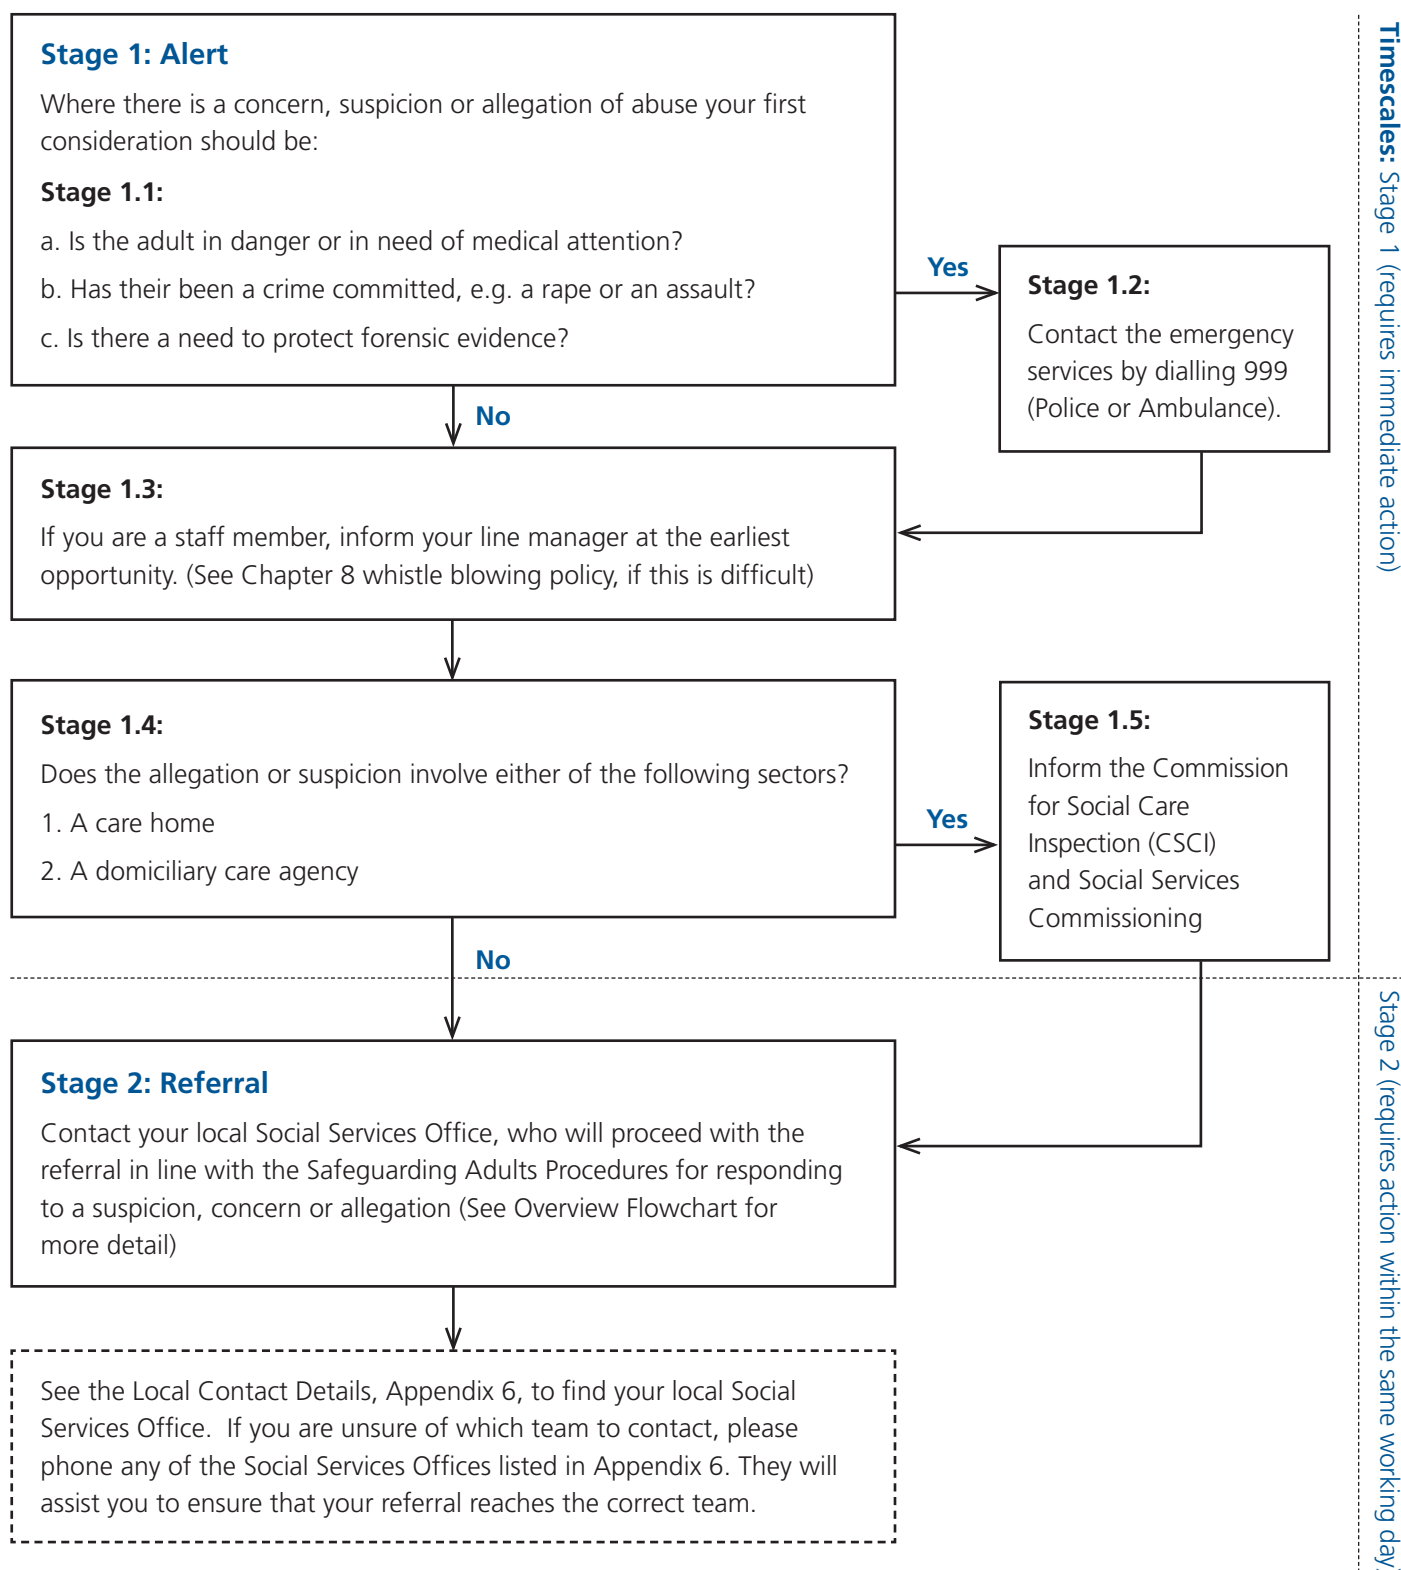 Stage 1: Alert
Where there is a concern, suspicion or allegation of abuse your first
consideration should be:
Stage 1.1:
a. Is the adult in danger or in need of medical attention?
b. Has their been a crime committed, e.g. a rape or an assault?
c. Is there a need to protect forensic evidence?
Yes
Stage 1.2:
Contact the emergency
services by dialling 999
(Police or Ambulance).
No
Stage 1.3:
If you are a staff member, inform your line manager at the earliest
opportunity. (See Chapter 8 whistle blowing policy, if this is difficult)
Stage 1.4:
Does the allegation or suspicion involve either of the following sectors?
1. A care home
2. A domiciliary care agency
Yes
Stage 1.5:
Inform the Commission
for Social Care
Inspection (CSCI)
and Social Services
Commissioning
No
Stage 2: Referral
Contact your local Social Services Office, who will proceed with the
referral in line with the Safeguarding Adults Procedures for responding
to a suspicion, concern or allegation (See Overview Flowchart for
more detail)
See the Local Contact Details, Appendix 6, to find your local Social
Services Office.  If you are unsure of which team to contact, please
phone any of the Social Services Offices listed in Appendix 6. They will
assist you to ensure that your referral reaches the correct team.
Timescales: Stage 1 (requires immediate action)
Stage 2 (requires action within the same working day)